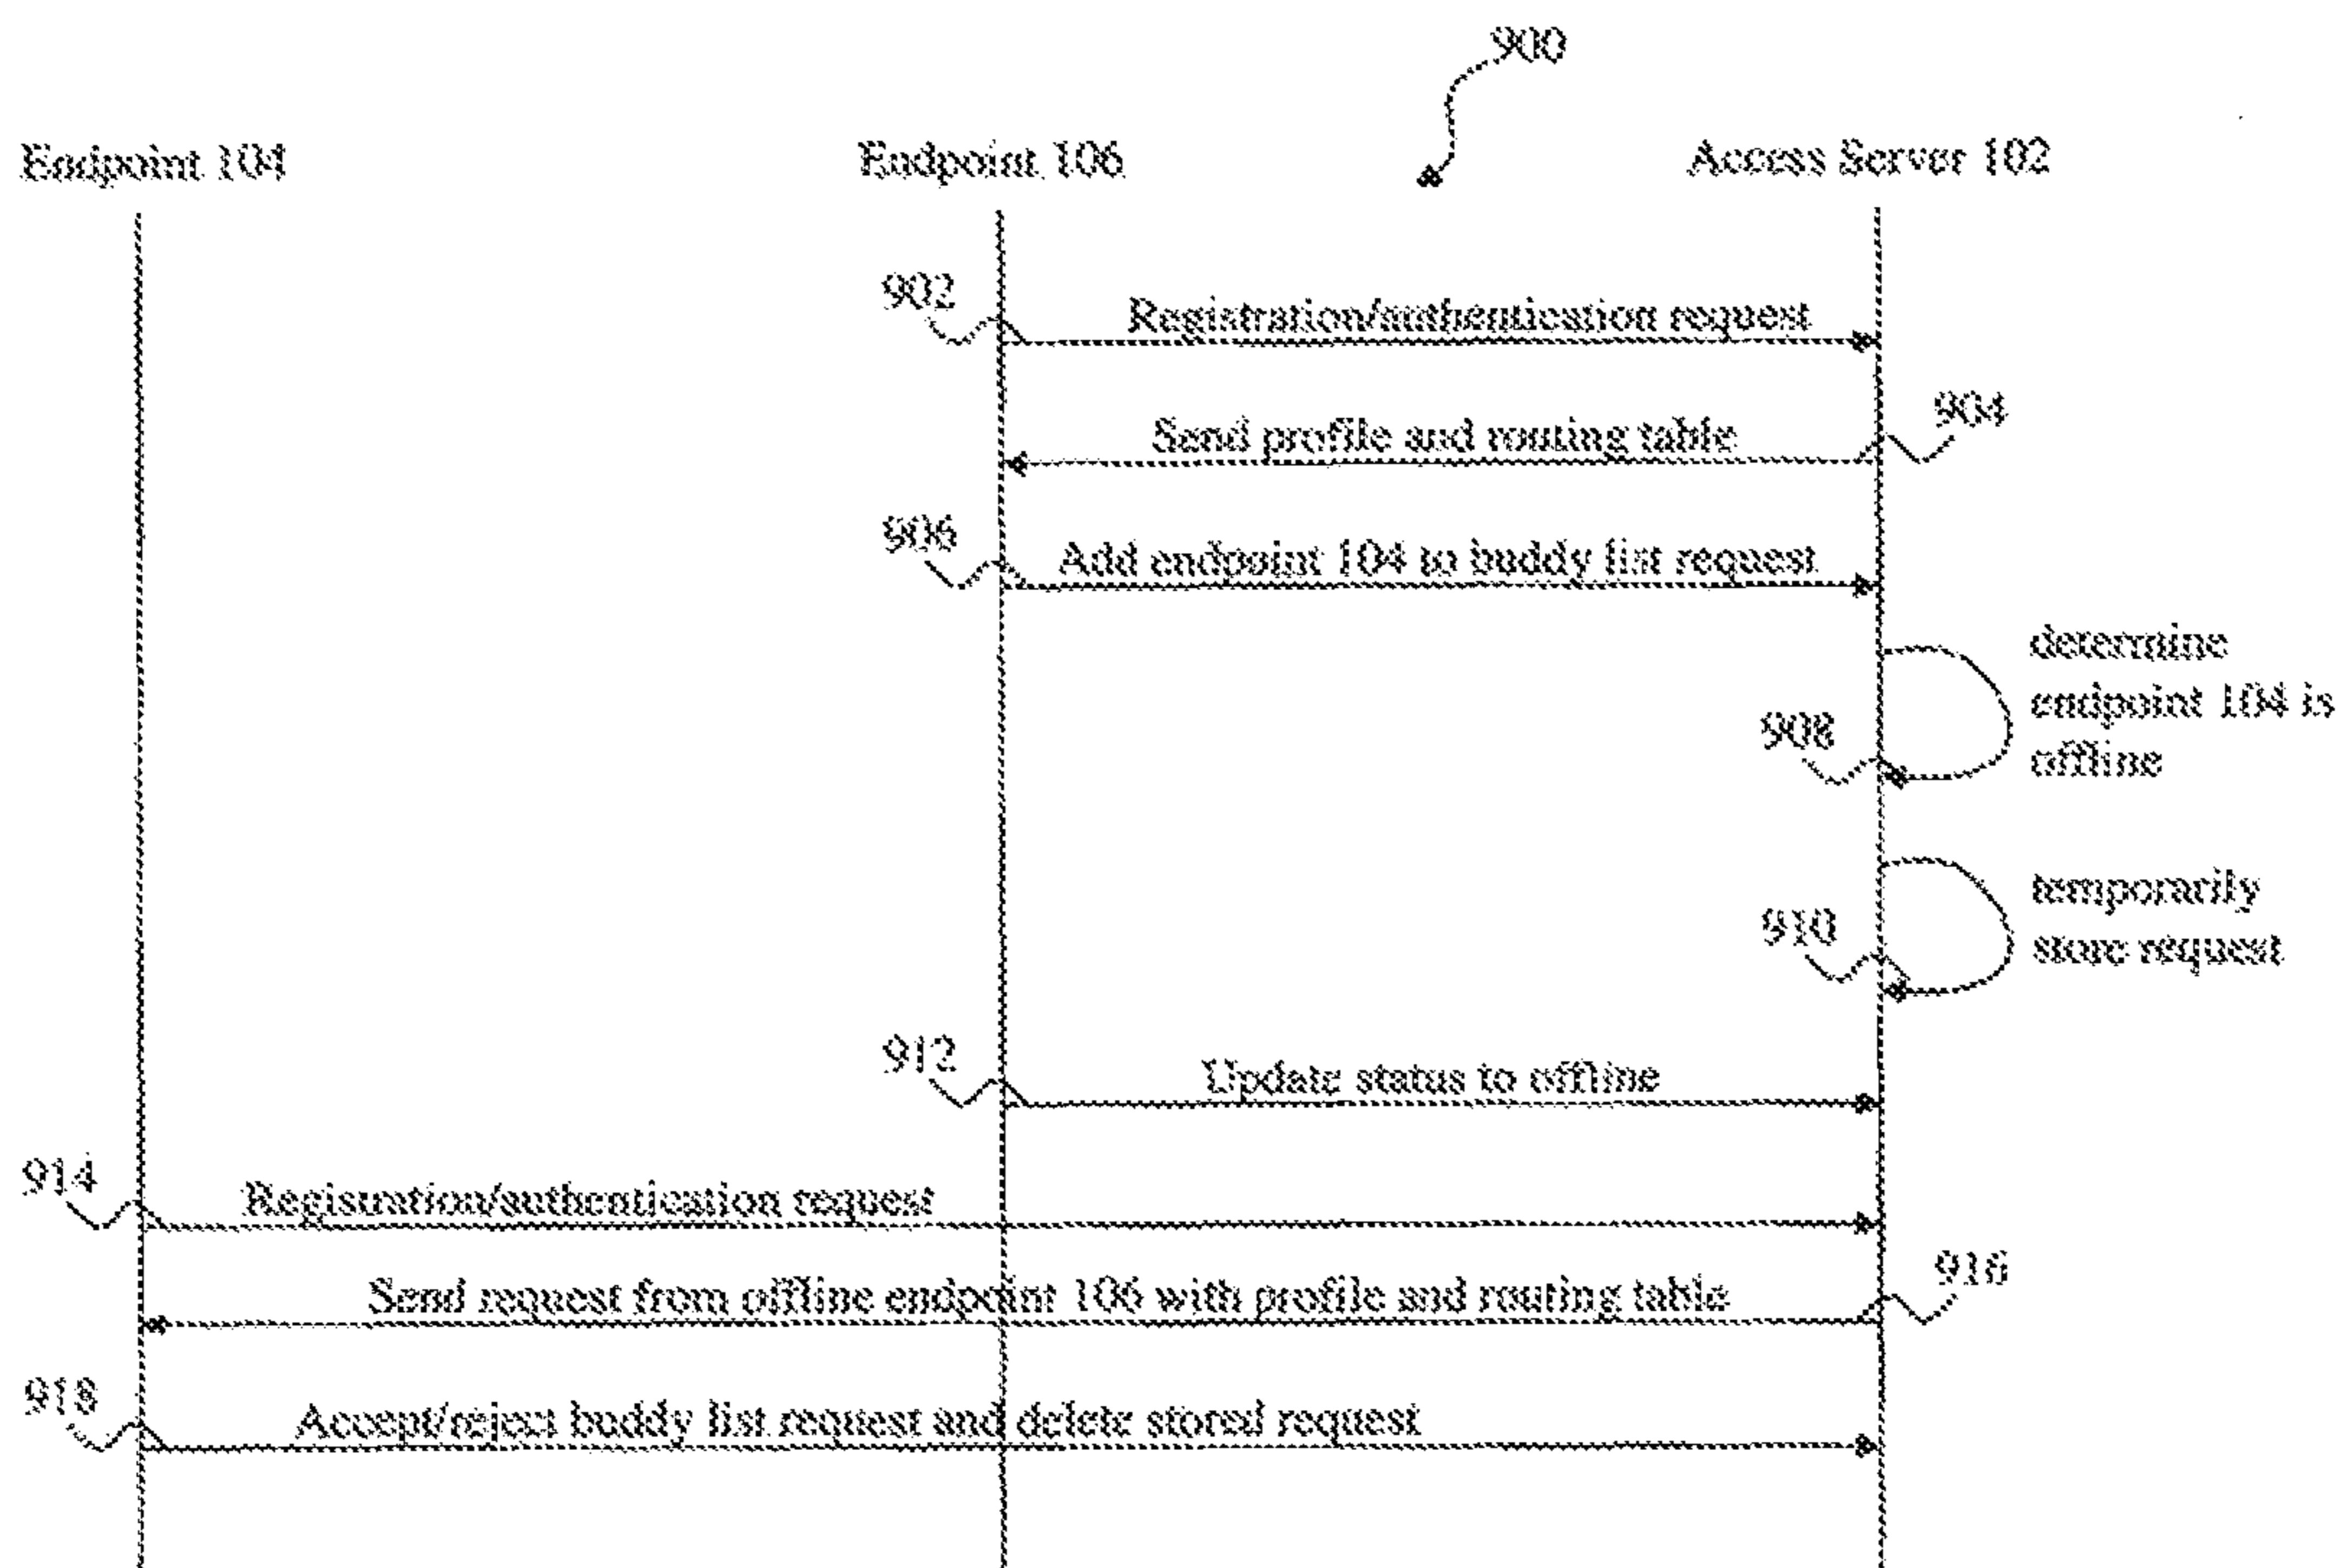 900
Endpoint 104
Endpoint 106
Access Server 102
902
Registration/authentication request
904
Send profile and routing table
906
Add endpoint 104 to buddy list request
determine
endpoint 104 is
offline
908
temporarily
store request
910
912
Update status to offline
914
Registration/authentication request
916
Send request from offline endpoint 106 with profile and routing table
918
Accept/reject buddy list request and delete stored request